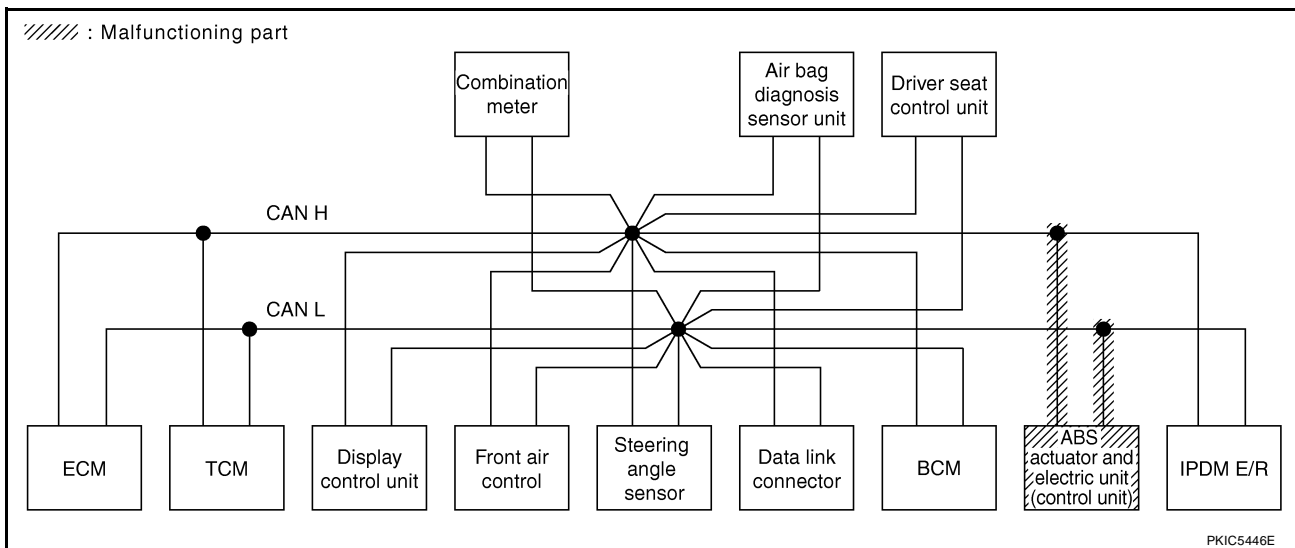 : Malfunctioning part
Combination
meter
Air bag
diagnosis
sensor unit
Driver seat
control unit
CAN H
CAN L
ECM
TCM
Display
control unit
Front air
control
Steering
angle
sensor
Data link
connector
BCM
ABS
actuator and
electric unit
(control unit)
IPDM E/R
PKIC5446E